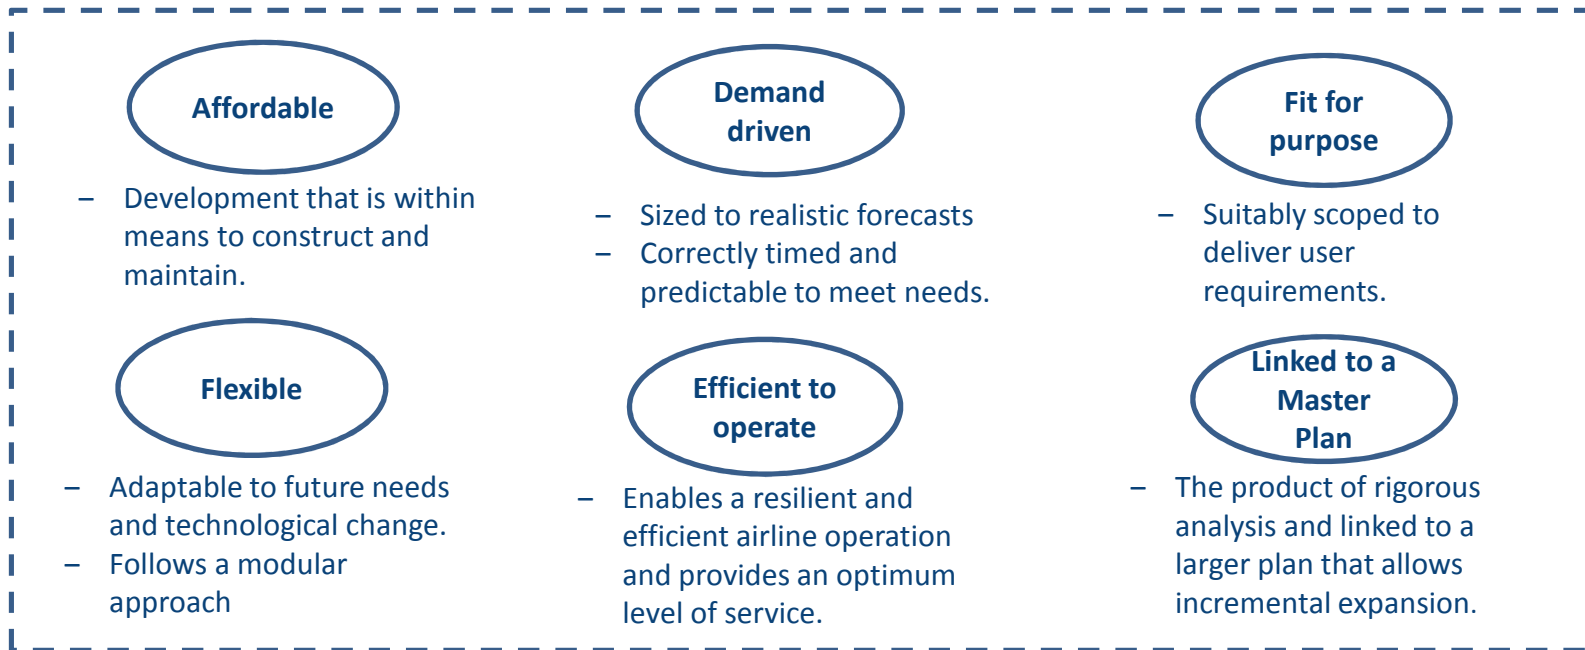 Affordable
– Development that is within
means to construct and
maintain.
Demand
driven
– Sized to realistic forecasts
– Correctly timed and
predictable to meet needs.
Fit for
purpose
– Suitably scoped to
deliver user
requirements.
Flexible
– Adaptable to future needs
and technological change.
– Follows a modular
approach
Efficient to
operate
– Enables a resilient and
efficient airline operation
and provides an optimum
level of service.
Linked to a
Master
Plan
– The product of rigorous
analysis and linked to a
larger plan that allows
incremental expansion.